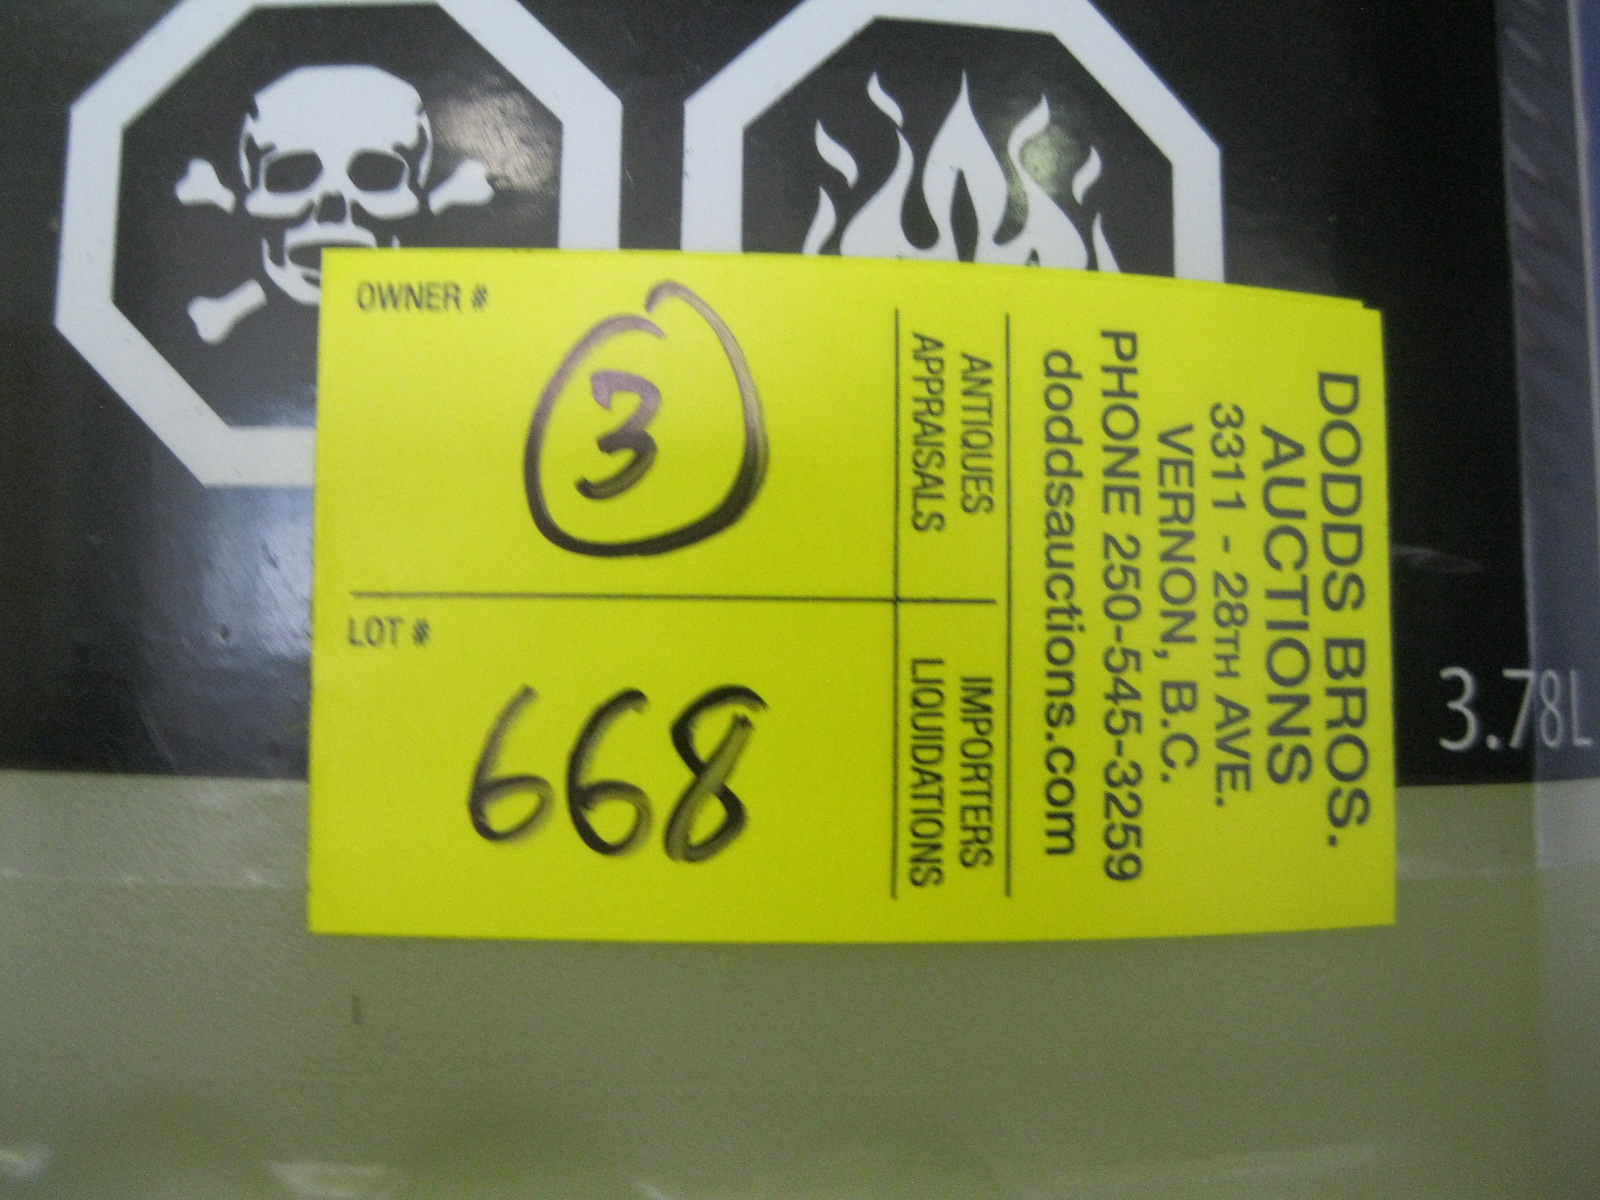 DODDS BROS.
AUCTIONS
3311 - 28TH AVE.
VERNON, B.C.
PHONE 250-545-3259
doddsauctions.com
ANTIQUES
APPRAISALS
IMPORTERS
LIQUIDATIONS
OWNER #
3
LOT #
668
3.78L